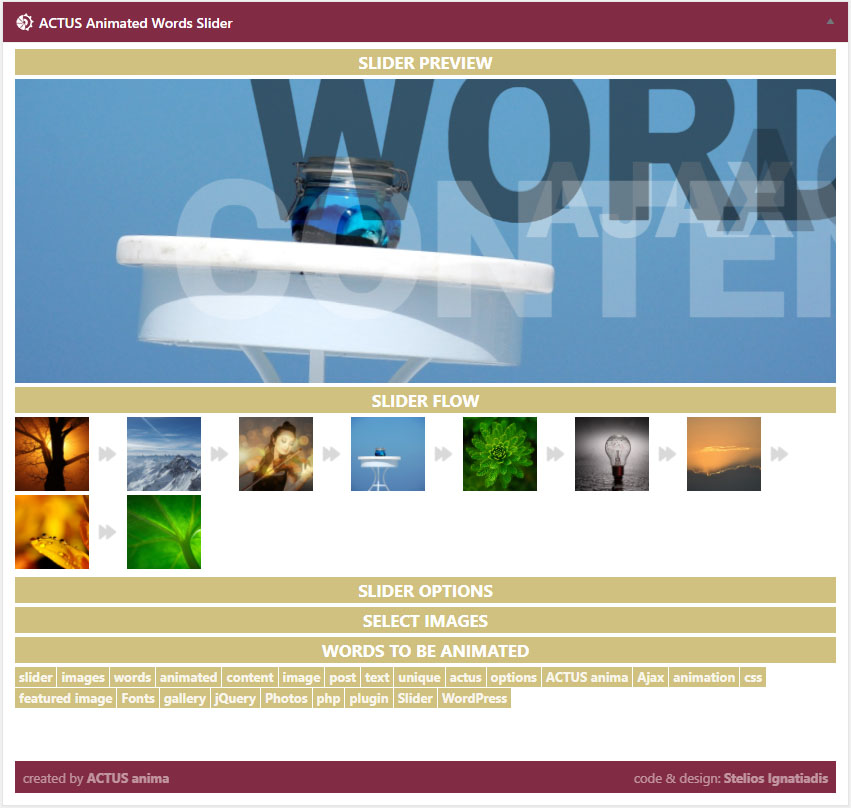 ACTUS Animated Words Slider
SLIDER PREVIEW
WORD
AJAX
CONTEN
SLIDER FLOW
SLIDER OPTIONS
SELECT IMAGES
WORDS TO BE ANIMATED
slider images words animated content image post text unique actus options ACTUS anima Ajax animation css
featured image Fonts gallery jQuery Photos php plugin Slider WordPress
created by ACTUS anima
code & design: Stelios Ignatiadis